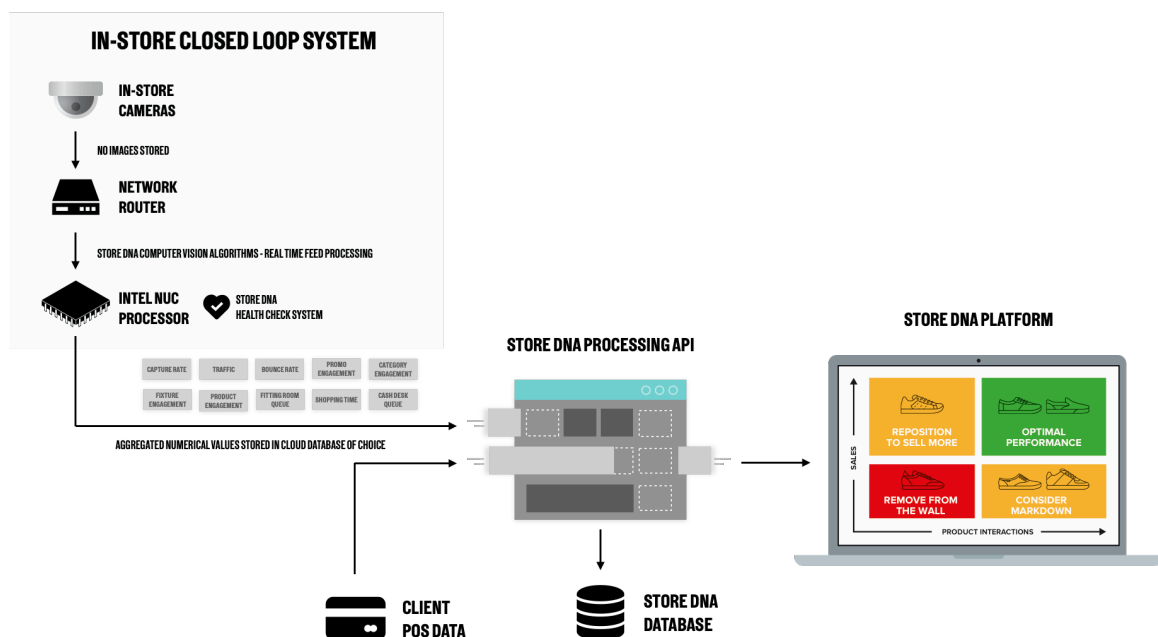 IN-STORE CLOSED LOOP SYSTEM
IN-STORE
CAMERAS
NO IMAGES STORED
NETWORK
ROUTER
STORE DNA COMPUTER VISION ALGORITHMS - REAL TIME FEED PROCESSING
INTEL NUC
PROCESSOR
STORE DNA
HEALTH CHECK SYSTEM
CAPTURE RATE
TRAFFIC
BOUNCE RATE
PROMO
ENGAGEMENT
CATEGORY
ENGAGEMENT
FIXTURE
ENGAGEMENT
PRODUCT
ENGAGEMENT
FITTING ROOM
QUEUE
SHOPPING TIME
CASH DESK
QUEUE
AGGREGATED NUMERICAL VALUES STORED IN CLOUD DATABASE OF CHOICE
STORE DNA PROCESSING API
CLIENT
POS DATA
STORE DNA
DATABASE
STORE DNA PLATFORM
SALES
REPOSITION
TO SELL MORE
OPTIMAL
PERFORMANCE
REMOVE FROM
THE WALL
CONSIDER
MARKDOWN
PRODUCT INTERACTIONS